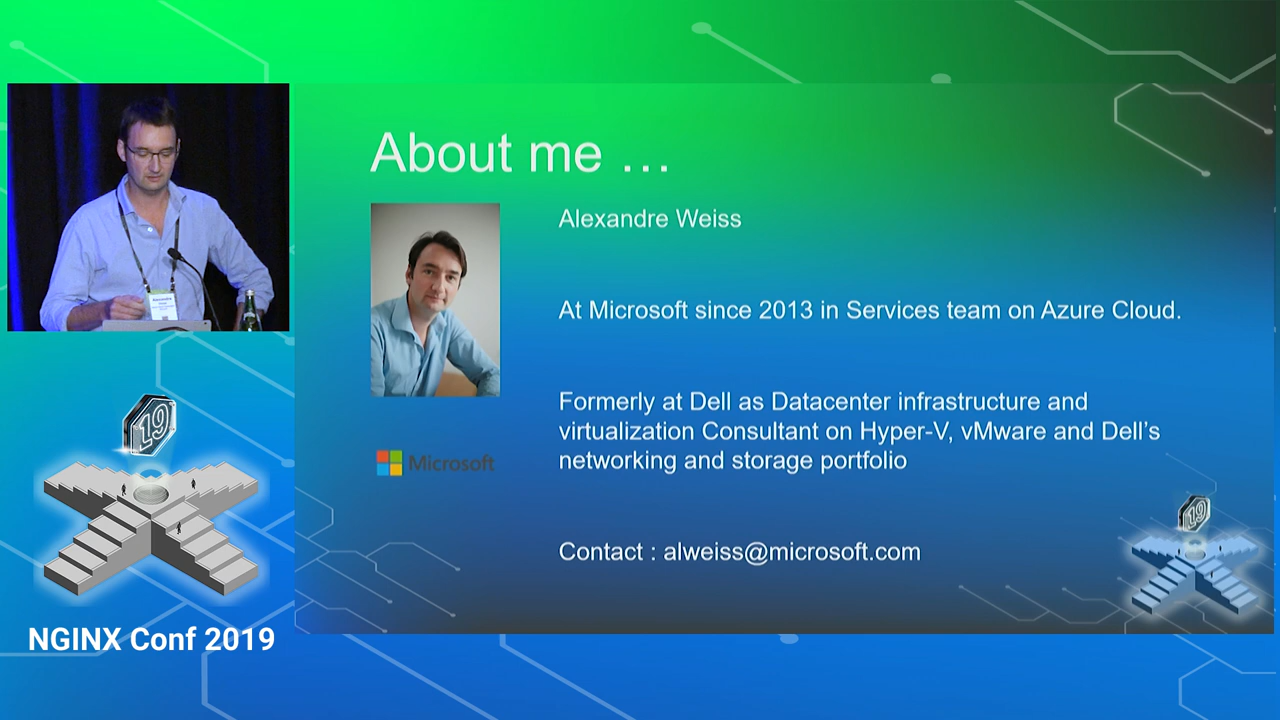 About me ...
Alexandre Weiss
At Microsoft since 2013 in Services team on Azure Cloud.
Formerly at Dell as Datacenter infrastructure and
virtualization Consultant on Hyper-V, vMware and Dell's
networking and storage portfolio
Microsoft
Contact : alweiss@microsoft.com
19
19
NGINX Conf 2019